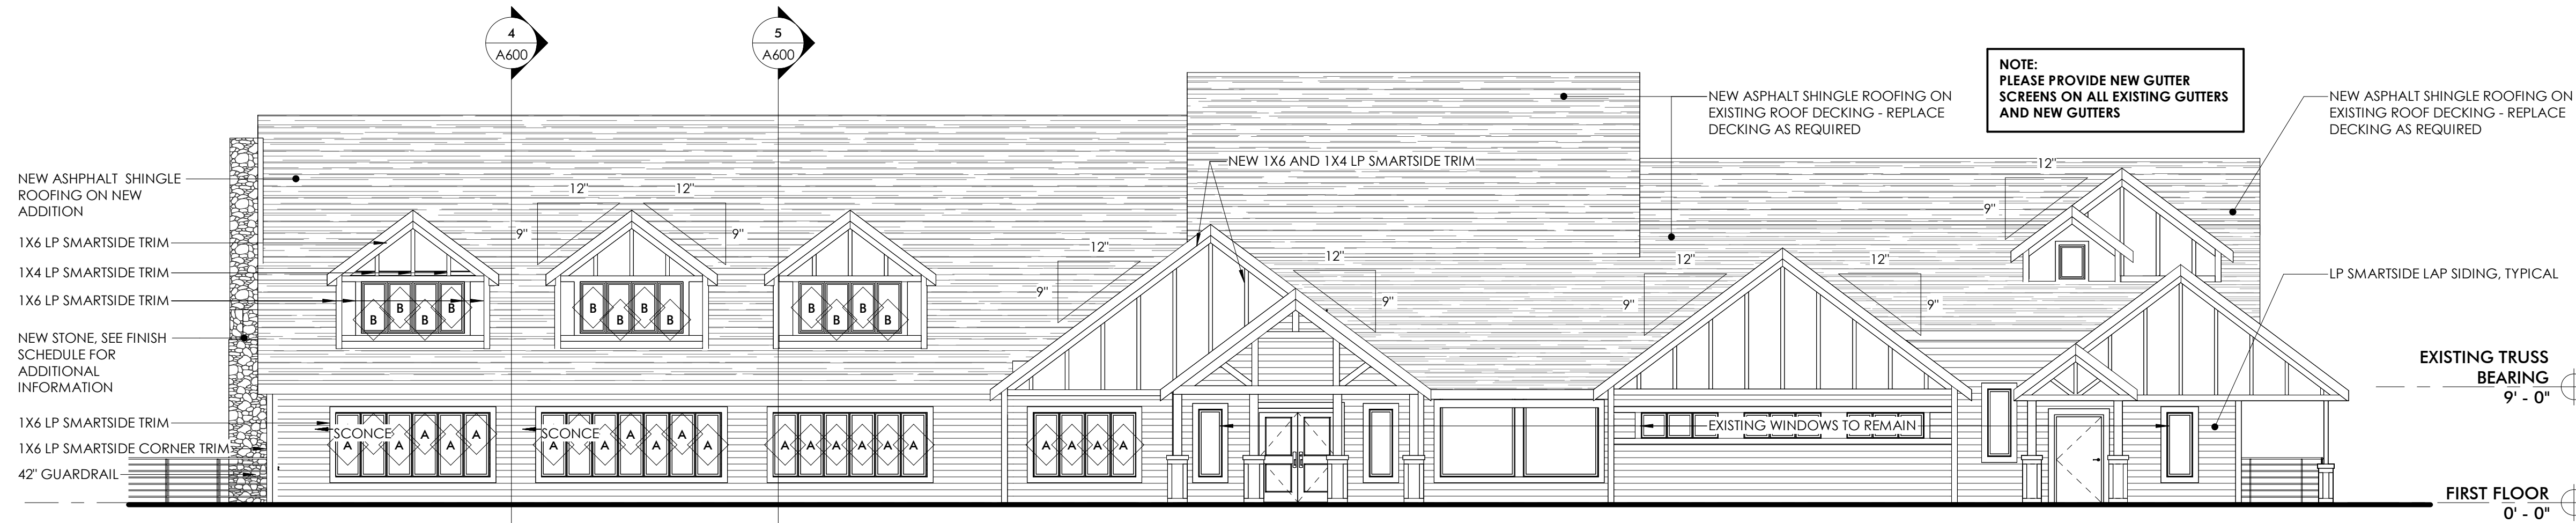 4
A600
5
A600
NOTE:
PLEASE PROVIDE NEW GUTTER
SCREENS ON ALL EXISTING GUTTERS
AND NEW GUTTERS
NEW ASPHALT SHINGLE ROOFING ON
EXISTING ROOF DECKING - REPLACE
DECKING AS REQUIRED
NEW ASPHALT SHINGLE ROOFING ON
EXISTING ROOF DECKING - REPLACE
DECKING AS REQUIRED
NEW 1X6 AND 1X4 LP SMARTSIDE TRIM
NEW ASHPHALT SHINGLE
ROOFING ON NEW
ADDITION
1X6 LP SMARTSIDE TRIM
1X4 LP SMARTSIDE TRIM
1X6 LP SMARTSIDE TRIM
NEW STONE, SEE FINISH
SCHEDULE FOR
ADDITIONAL
INFORMATION
1X6 LP SMARTSIDE TRIM
1X6 LP SMARTSIDE CORNER TRIM
42" GUARDRAIL
12" 12"
9" 9"
12"
9"
12"
9"
12"
9"
12"
9"
12"
9"
B B B B
B B B B
B B B B
LP SMARTSIDE LAP SIDING, TYPICAL
SCONCE
A A A A A
SCONCE
A A A A A A A
A A A A A A
A A A A
EXISTING WINDOWS TO REMAIN
EXISTING TRUSS
BEARING
9' - 0"
FIRST FLOOR
0' - 0"